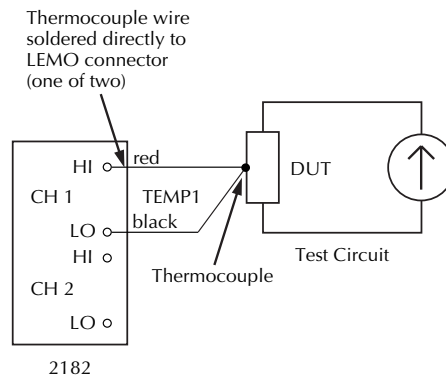 Thermocouple wire
soldered directly to
LEMO connector
(one of two)
HI
red
CH 1
TEMP1
DUT
LO
black
HI
Thermocouple
Test Circuit
CH 2
LO
2182